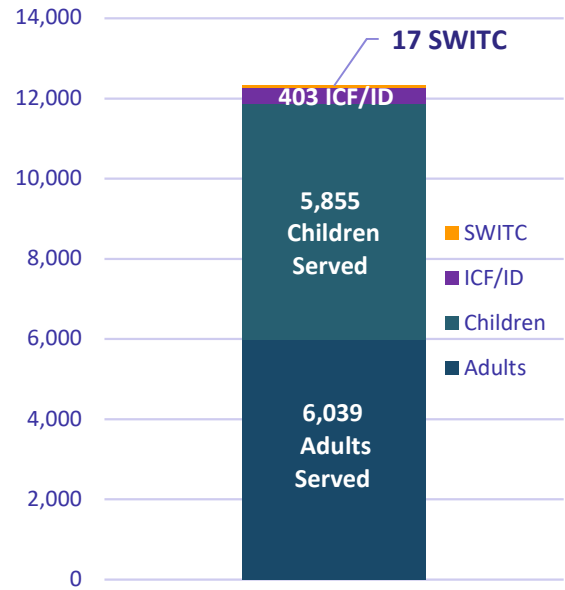 14,000
17 SWITC
12,000
403 ICF/ID
10,000
5,855
Children
Served
8,000
SWITC
ICF/ID
6,000
Children
Adults
6,039
Adults
Served
4,000
2,000
0